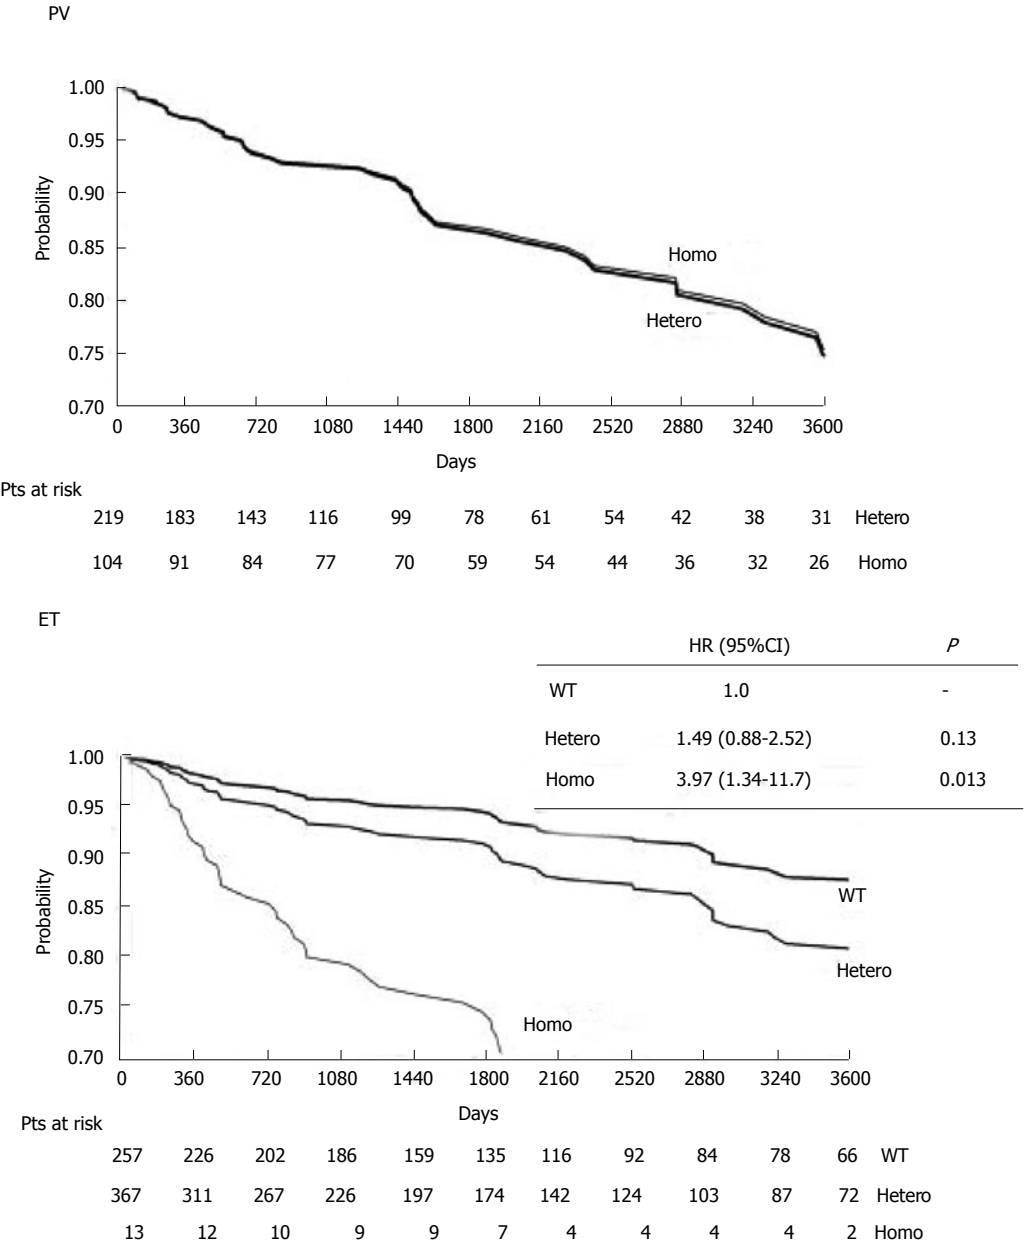 PV
1.00
0.95
0.90
0.85
0.80
0.75
0.70
Probability
Homo
Hetero
0 360 720 1080 1440 1800 2160 2520 2880 3240 3600
Days
Pts at risk
219 183 143 116 99 78 61 54 42 38 31 Hetero
104 91 84 77 70 59 54 44 36 32 26 Homo
ET
HR (95%CI) P
WT 1.0 -
Hetero 1.49 (0.88-2.52) 0.13
Homo 3.97 (1.34-11.7) 0.013
1.00
0.95
0.90
0.85
0.80
0.75
0.70
Probability
WT
Hetero
Homo
0 360 720 1080 1440 1800 2160 2520 2880 3240 3600
Days
Pts at risk
257 226 202 186 159 135 116 92 84 78 66 WT
367 311 267 226 197 174 142 124 103 87 72 Hetero
13 12 10 9 9 7 4 4 4 4 2 Homo